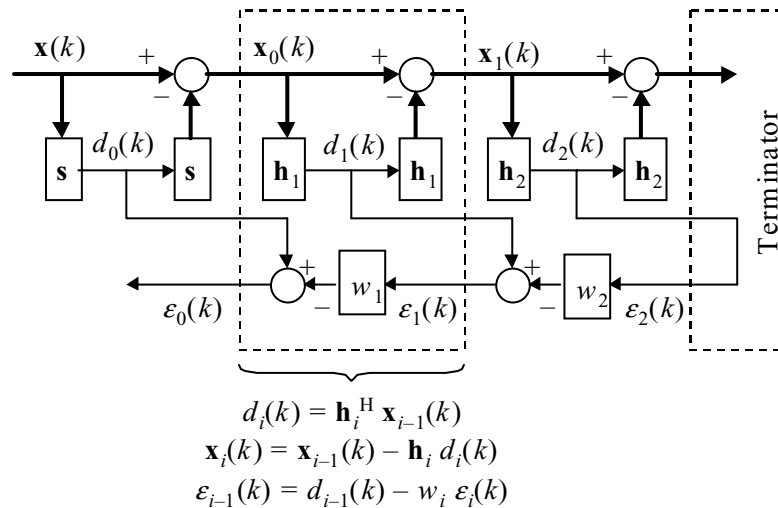 x(k) + − x₀(k) + − x₁(k) + −
s d₀(k) s h₁ d₁(k) h₁ h₂ d₂(k) h₂
Terminator
ε₀(k) + − w₁ ε₁(k) + − w₂ ε₂(k)
dᵢ(k) = hᵢᴴ xᵢ₋₁(k)
xᵢ(k) = xᵢ₋₁(k) – hᵢ dᵢ(k)
εᵢ₋₁(k) = dᵢ₋₁(k) – wᵢ εᵢ(k)